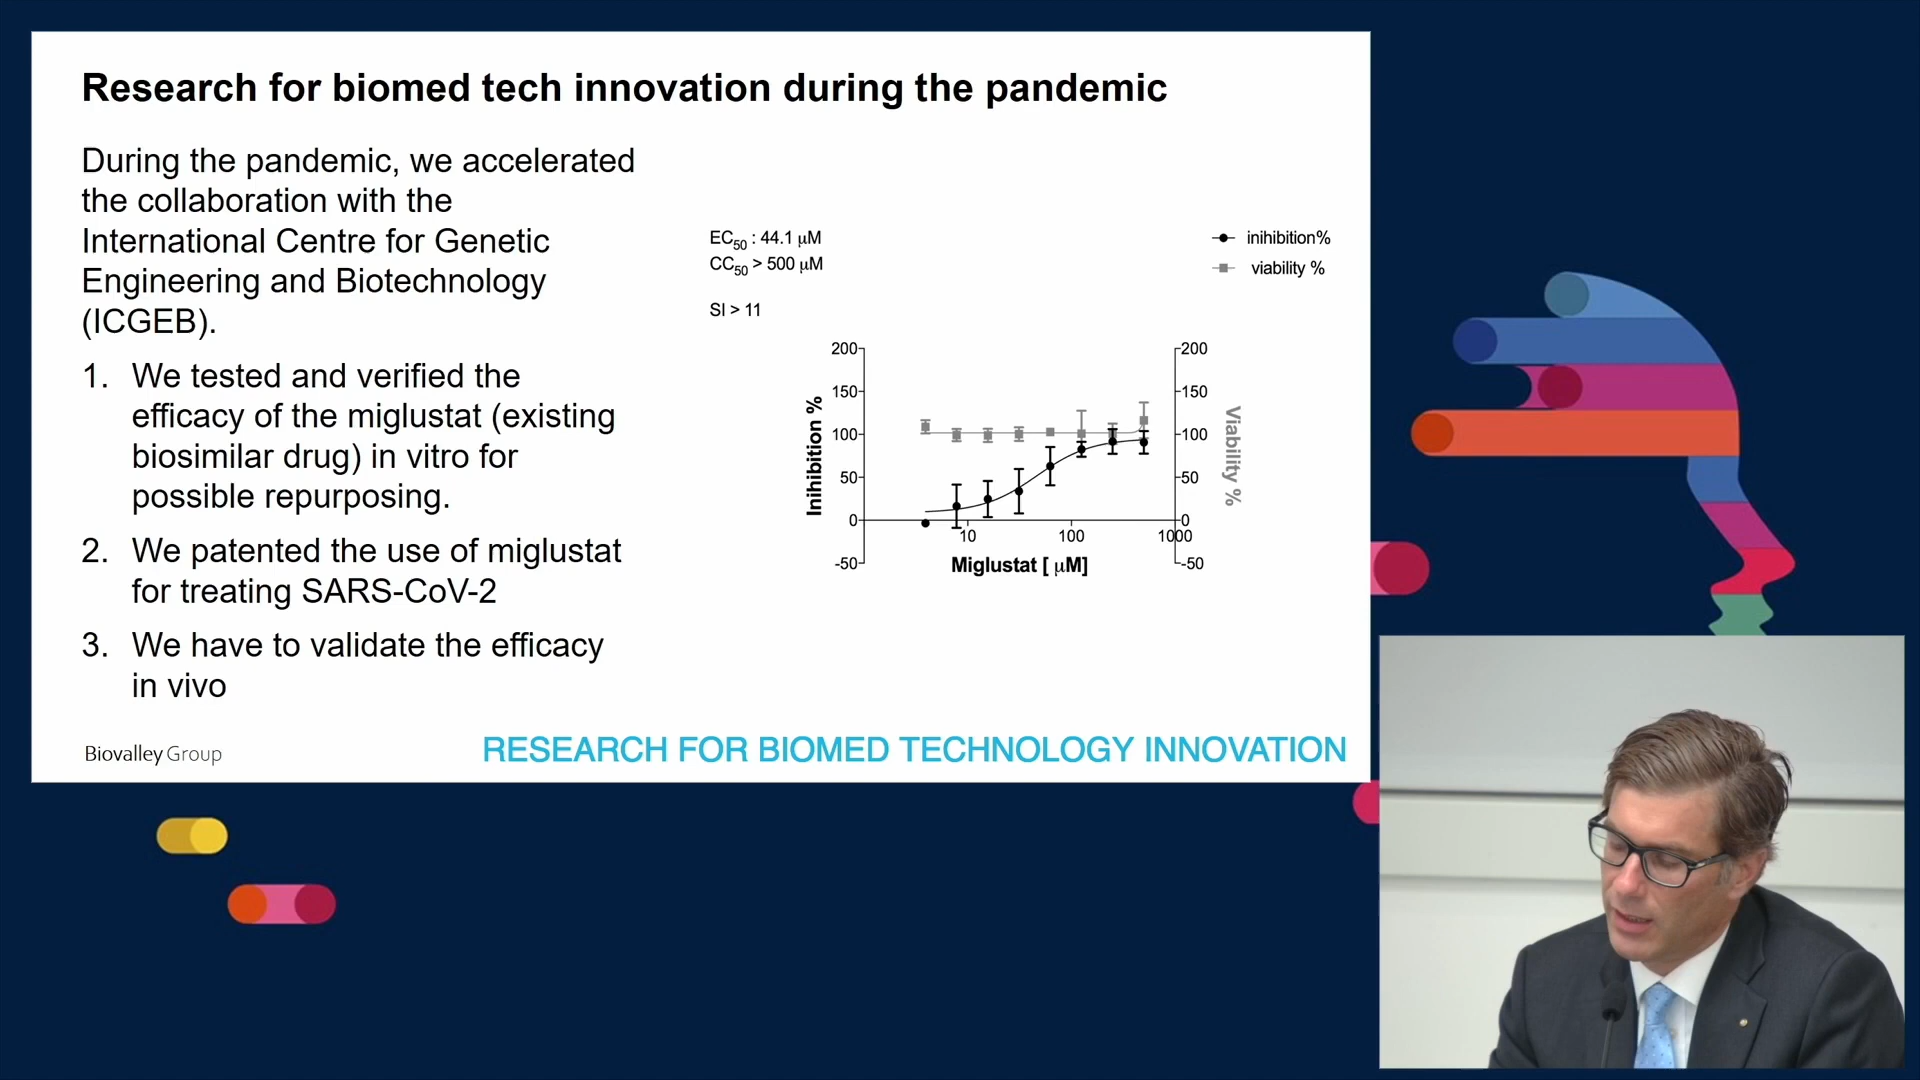 Research for biomed tech innovation during the pandemic
During the pandemic, we accelerated
the collaboration with the
International Centre for Genetic
Engineering and Biotechnology
(ICGEB).
1. We tested and verified the
efficacy of the miglustat (existing
biosimilar drug) in vitro for
possible repurposing.
2. We patented the use of miglustat
for treating SARS-CoV-2
3. We have to validate the efficacy
in vivo
EC50 : 44.1 μM
CC50 > 500 μM
SI > 11
inihibition%
viability %
200
150
100
50
0
-50
Inihibition %
10
100
1000
Miglustat [ μM]
200
150
100
50
0
-50
Viability %
Biovalley Group
RESEARCH FOR BIOMED TECHNOLOGY INNOVATION